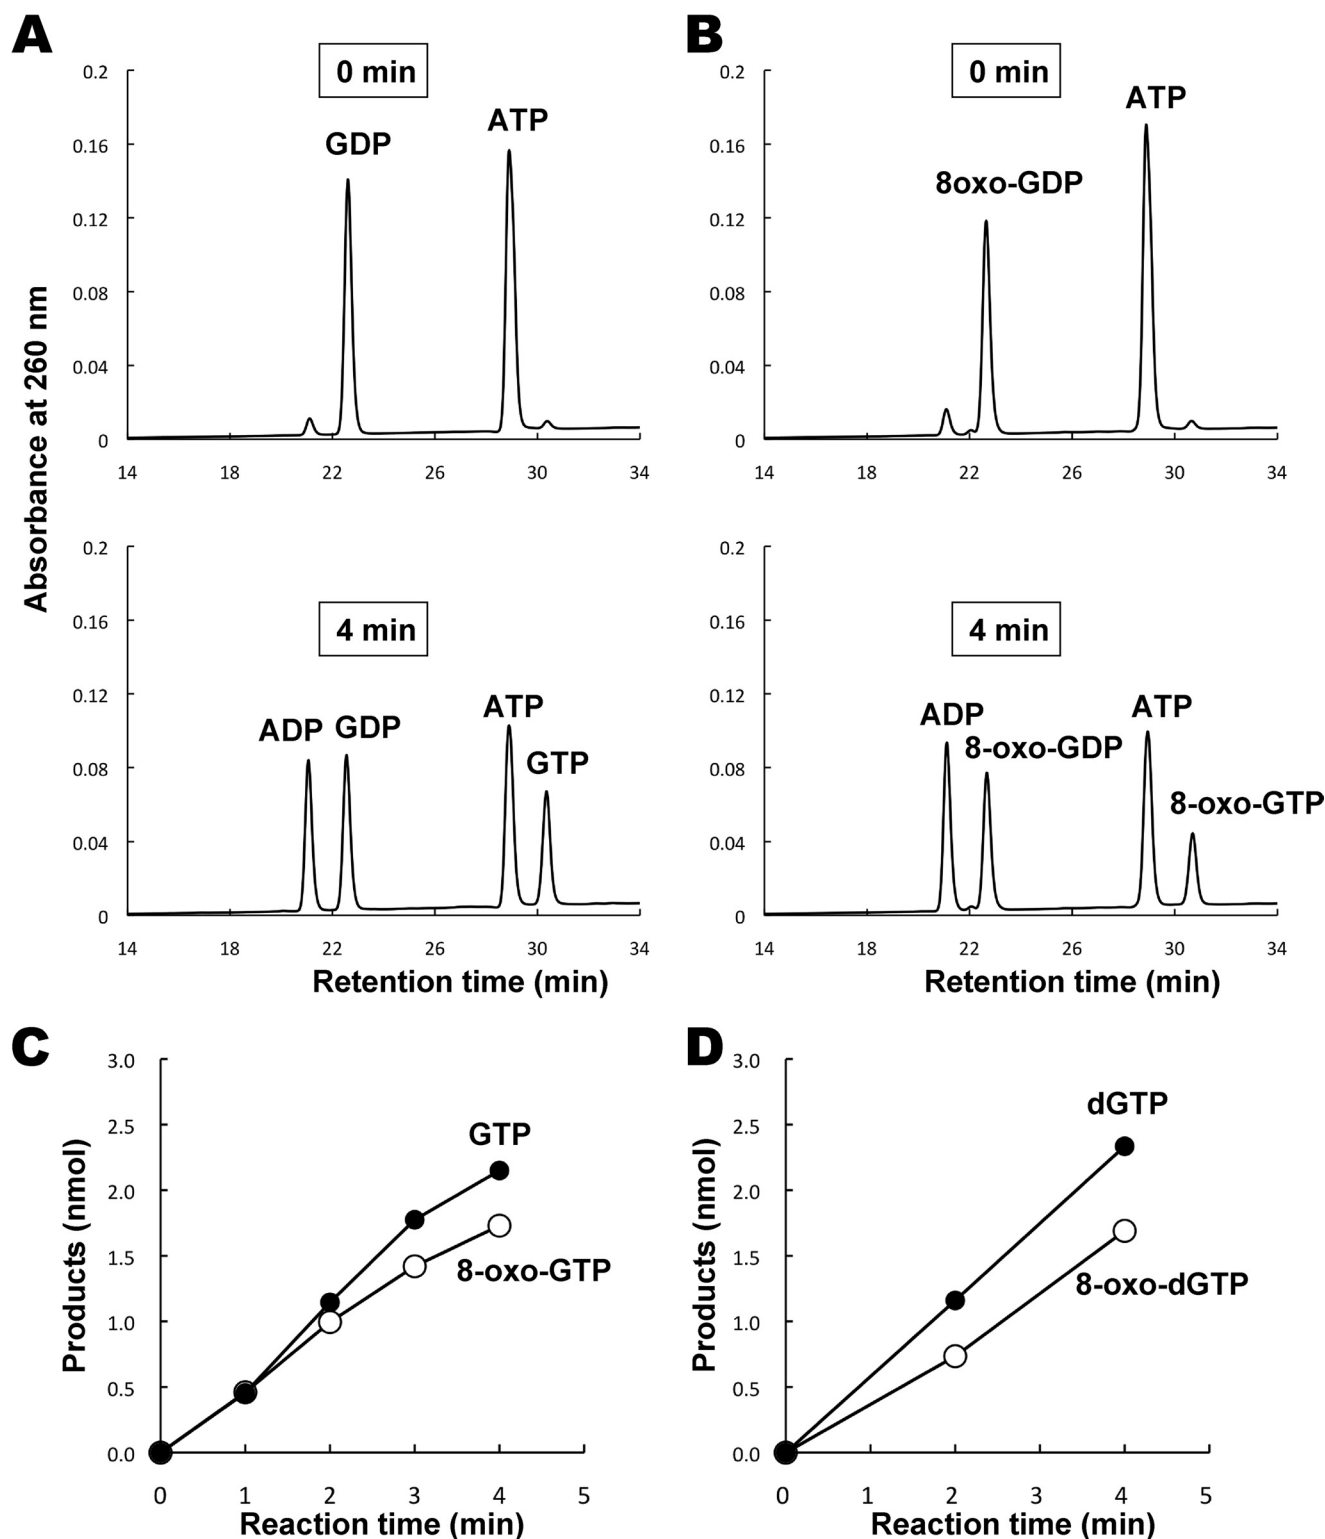 A
B
0 min
0 min
GDP
ATP
8oxo-GDP
ATP
0.2
0.16
0.12
0.08
0.04
0
14 18 22 26 30 34
0.2
0.16
0.12
0.08
0.04
0
14 18 22 26 30 34
Absorbance at 260 nm
4 min
4 min
ADP GDP
ATP
GTP
ADP
8-oxo-GDP
ATP
8-oxo-GTP
0.2
0.16
0.12
0.08
0.04
0
14 18 22 26 30 34
0.2
0.16
0.12
0.08
0.04
0
14 18 22 26 30 34
Retention time (min)
Retention time (min)
C
Products (nmol)
3.0
2.5
2.0
1.5
1.0
0.5
0.0
GTP
8-oxo-GTP
0 1 2 3 4 5
Reaction time (min)
D
Products (nmol)
3.0
2.5
2.0
1.5
1.0
0.5
0.0
dGTP
8-oxo-dGTP
0 1 2 3 4 5
Reaction time (min)